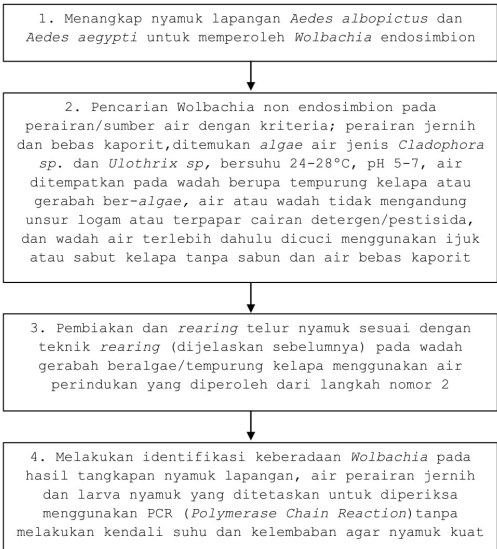 1. Menangkap nyamuk lapangan Aedes albopictus dan
Aedes aegypti untuk memperoleh Wolbachia endosimbion
2. Pencarian Wolbachia non endosimbion pada
perairan/sumber air dengan kriteria; perairan jernih
dan bebas kaporit,ditemukan algae air jenis Cladophora
sp. dan Ulothrix sp, bersuhu 24-28°C, pH 5-7, air
ditempatkan pada wadah berupa tempurung kelapa atau
gerabah ber-algae, air atau wadah tidak mengandung
unsur logam atau terpapar cairan detergen/pestisida,
dan wadah air terlebih dahulu dicuci menggunakan ijuk
atau sabut kelapa tanpa sabun dan air bebas kaporit
3. Pembiakan dan rearing telur nyamuk sesuai dengan
teknik rearing (dijelaskan sebelumnya) pada wadah
gerabah beralgae/tempurung kelapa menggunakan air
perindukan yang diperoleh dari langkah nomor 2
4. Melakukan identifikasi keberadaan Wolbachia pada
hasil tangkapan nyamuk lapangan, air perairan jernih
dan larva nyamuk yang ditetaskan untuk diperiksa
menggunakan PCR (Polymerase Chain Reaction)tanpa
melakukan kendali suhu dan kelembaban agar nyamuk kuat